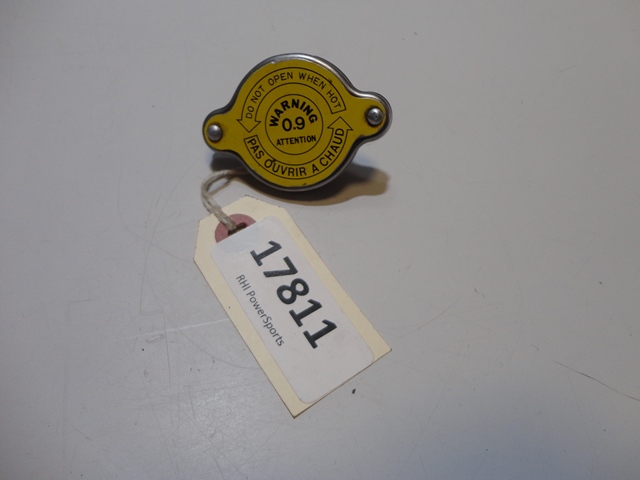 DO NOT OPEN WHEN HOT
WARNING
0.9
ATTENTION
PAS OUVRIR A CHAUD
17811
RHI PowerSports